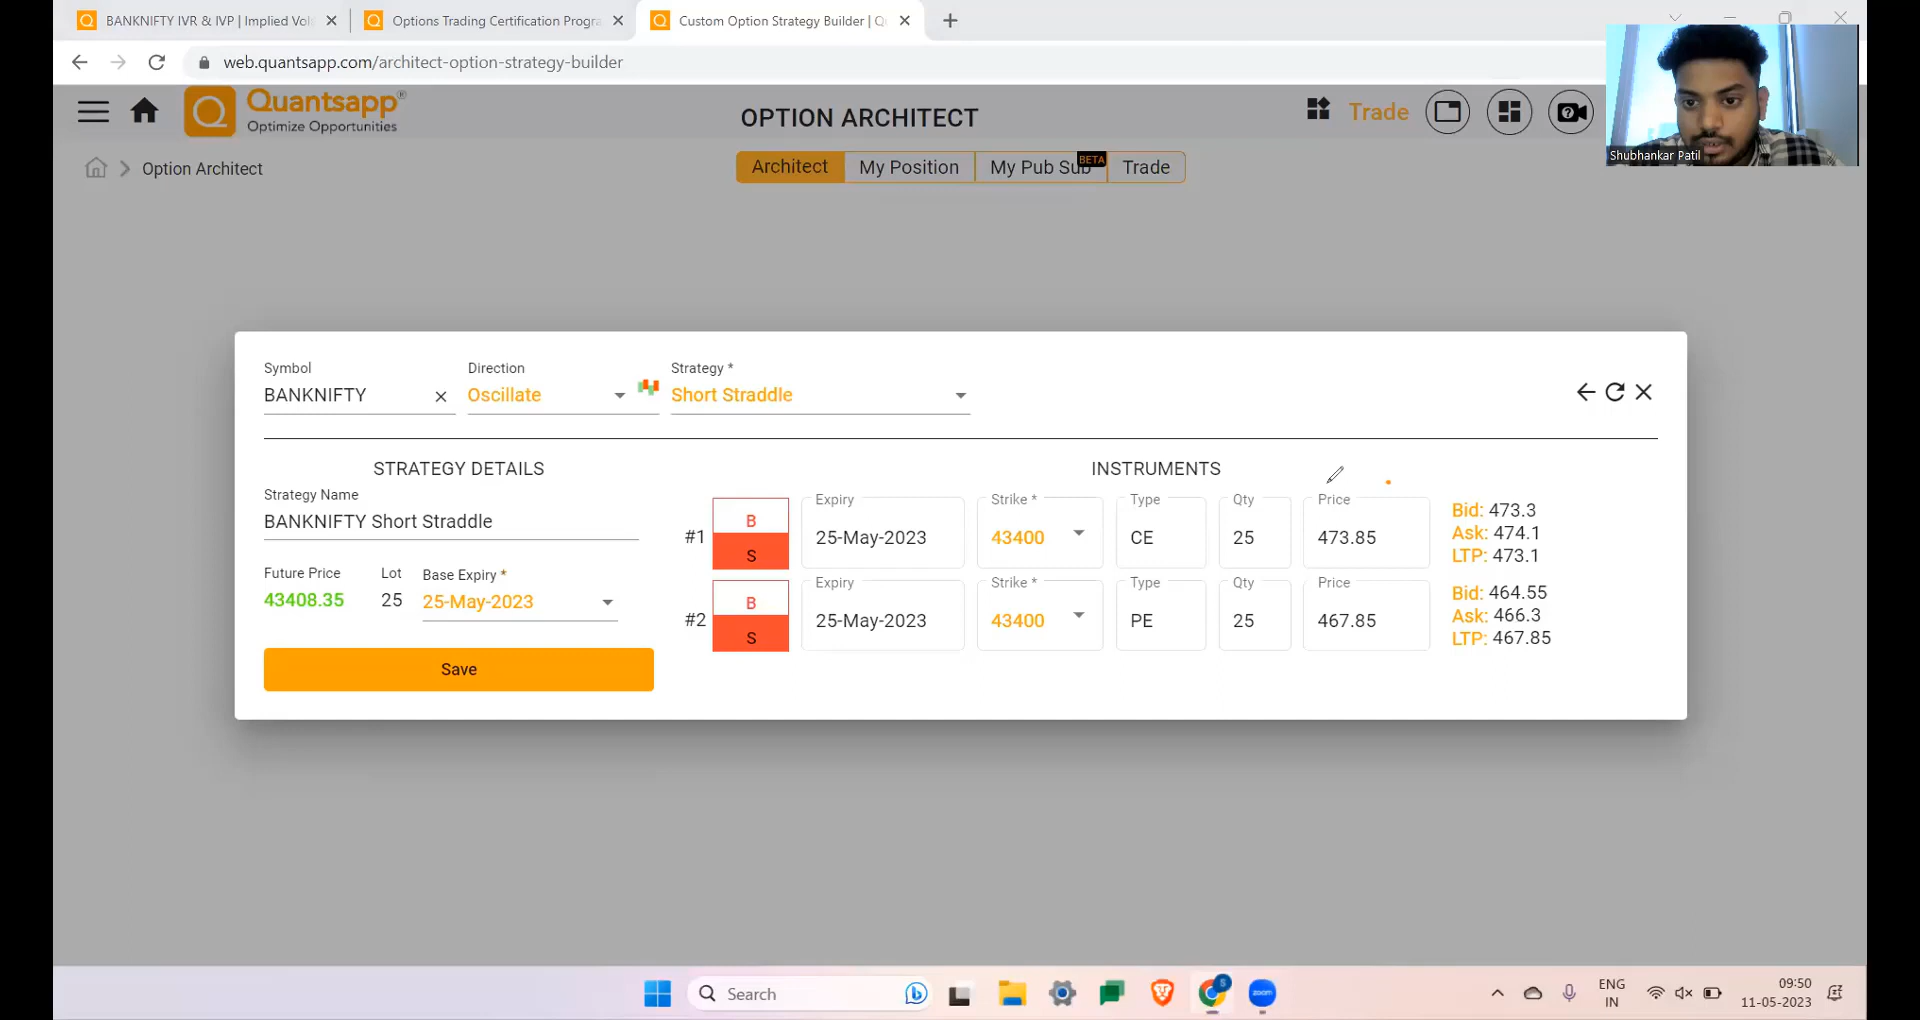 BANKNIFTY IVR & IVP | Implied Vol
Options Trading Certification Progra
Custom Option Strategy Builder | Q
web.quantsapp.com/architect-option-strategy-builder
Quantsapp®
Optimize Opportunities
OPTION ARCHITECT
Trade
Option Architect
Architect
My Position
My Pub Sub BETA
Trade
Shubhankar Patil
Symbol
BANKNIFTY
Direction
Oscillate
Strategy *
Short Straddle
STRATEGY DETAILS
Strategy Name
BANKNIFTY Short Straddle
Future Price
43408.35
Lot
25
Base Expiry *
25-May-2023
Save
INSTRUMENTS
#1
B
S
Expiry
25-May-2023
Strike *
43400
Type
CE
Qty
25
Price
473.85
Bid: 473.3
Ask: 474.1
LTP: 473.1
#2
B
S
Expiry
25-May-2023
Strike *
43400
Type
PE
Qty
25
Price
467.85
Bid: 464.55
Ask: 466.3
LTP: 467.85
Search
zoom
S
ENG
IN
09:50
11-05-2023